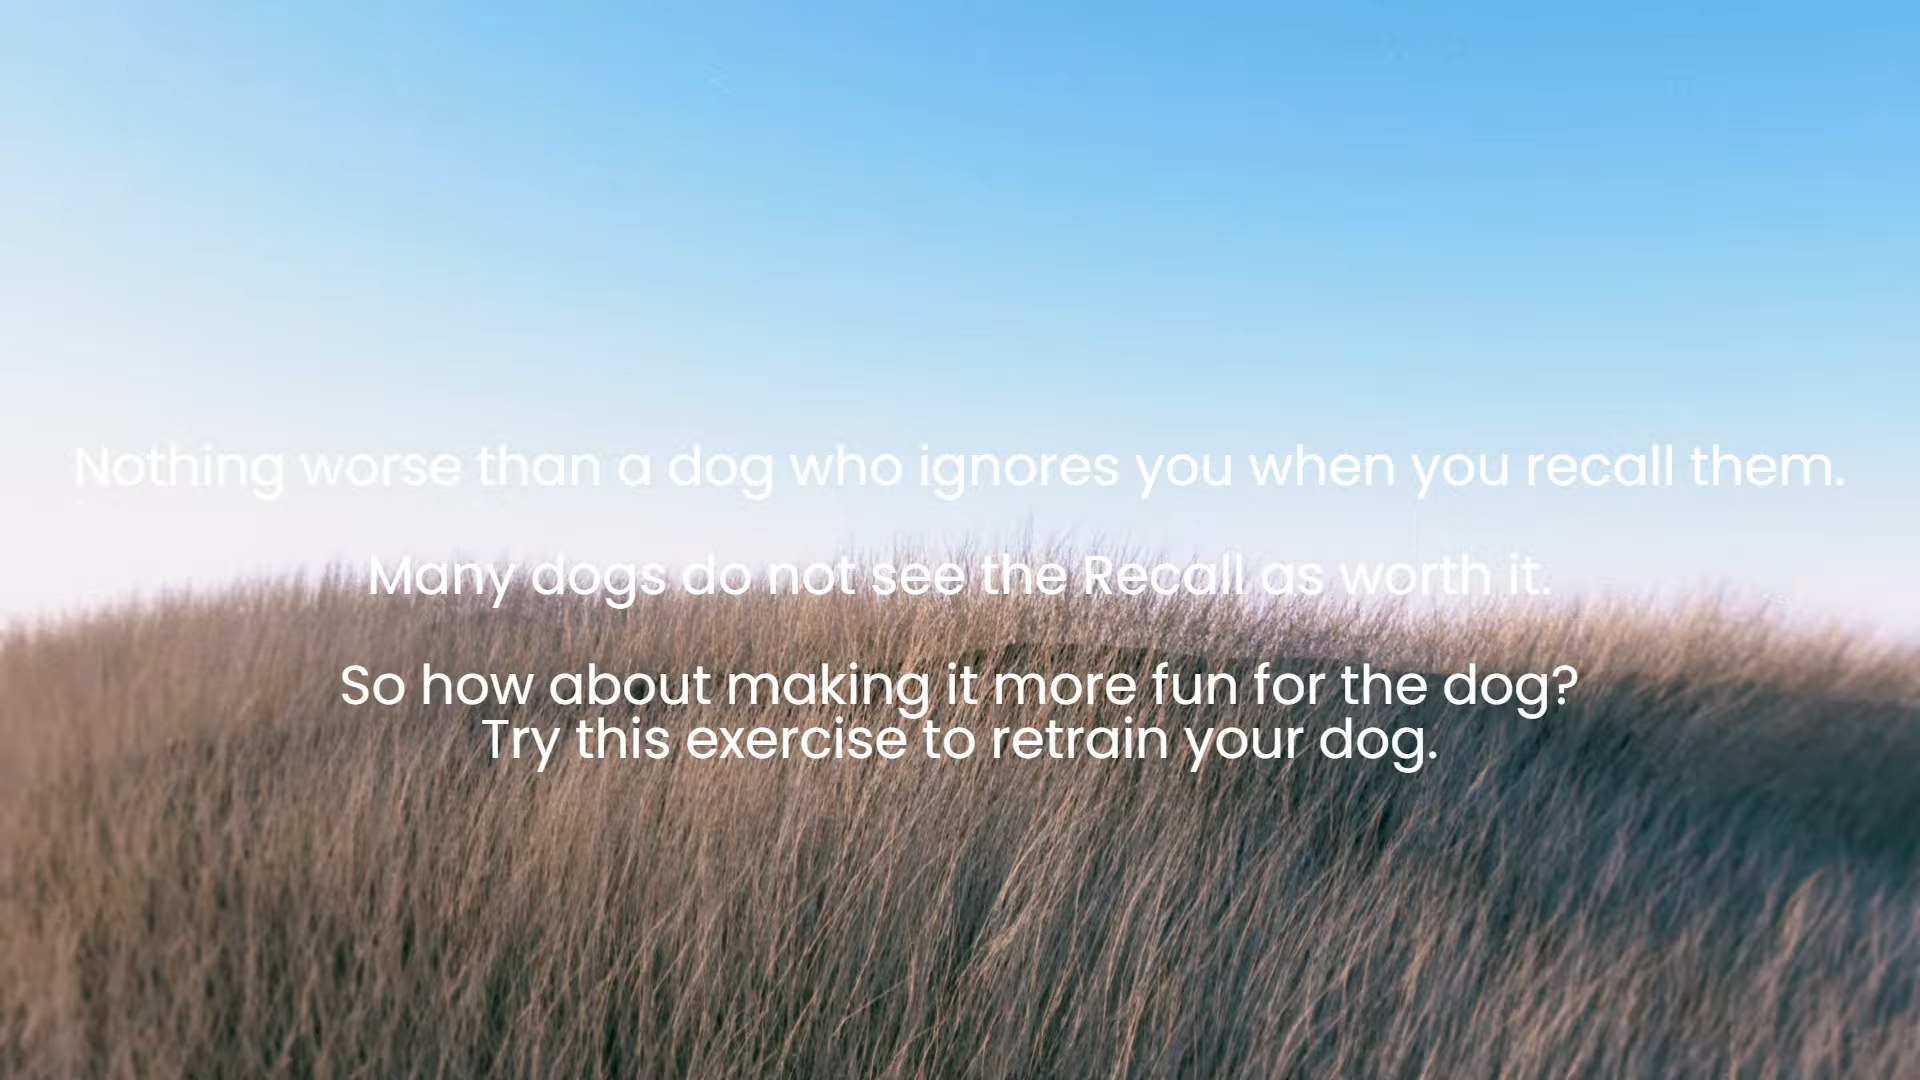 Nothing worse than a dog who ignores you when you recall them.
Many dogs do not see the Recall as worth it.
So how about making it more fun for the dog?
Try this exercise to retrain your dog.